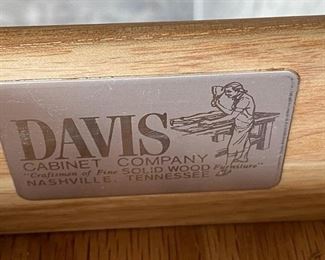 DAVIS
CABINET COMPANY
"Craftsmen of Fine SOLID WOOD Furniture"
NASHVILLE, TENNESSEE